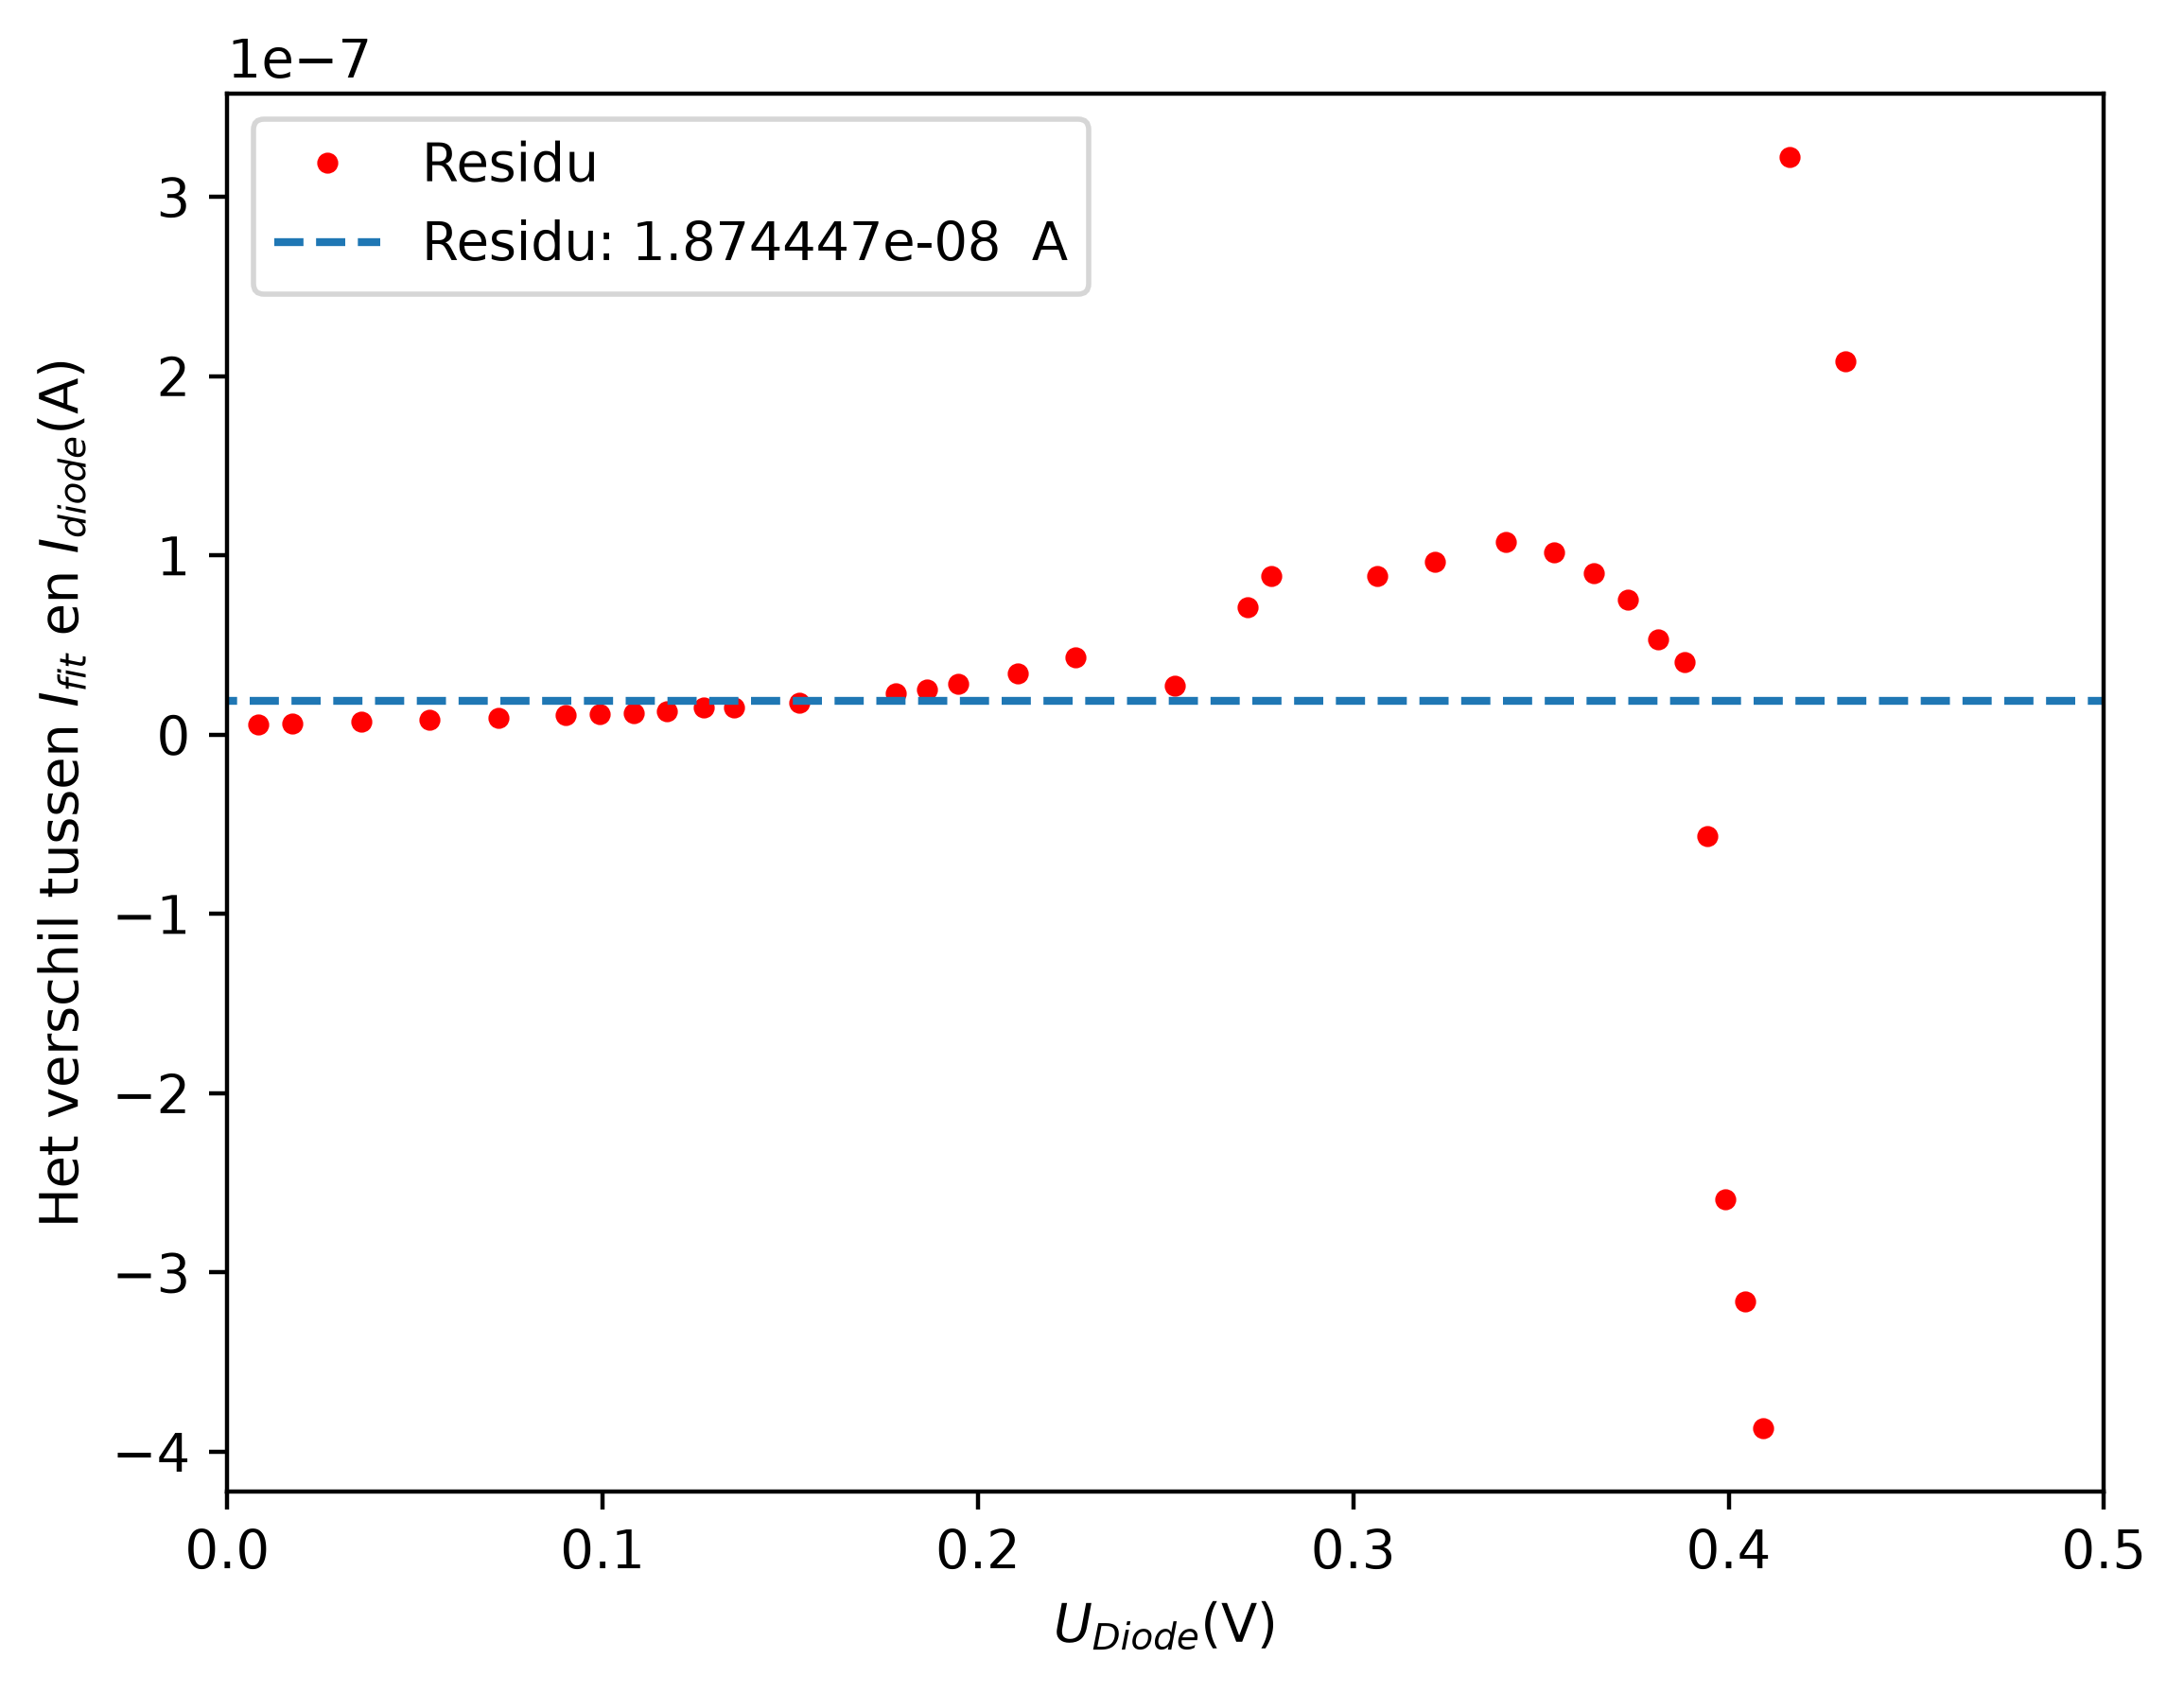 1e−7
Residu
Residu: 1.874447e-08 A
3
2
1
0
−1
−2
−3
−4
Het verschil tussen I_fit en I_diode(A)
0.0 0.1 0.2 0.3 0.4 0.5
U_Diode(V)